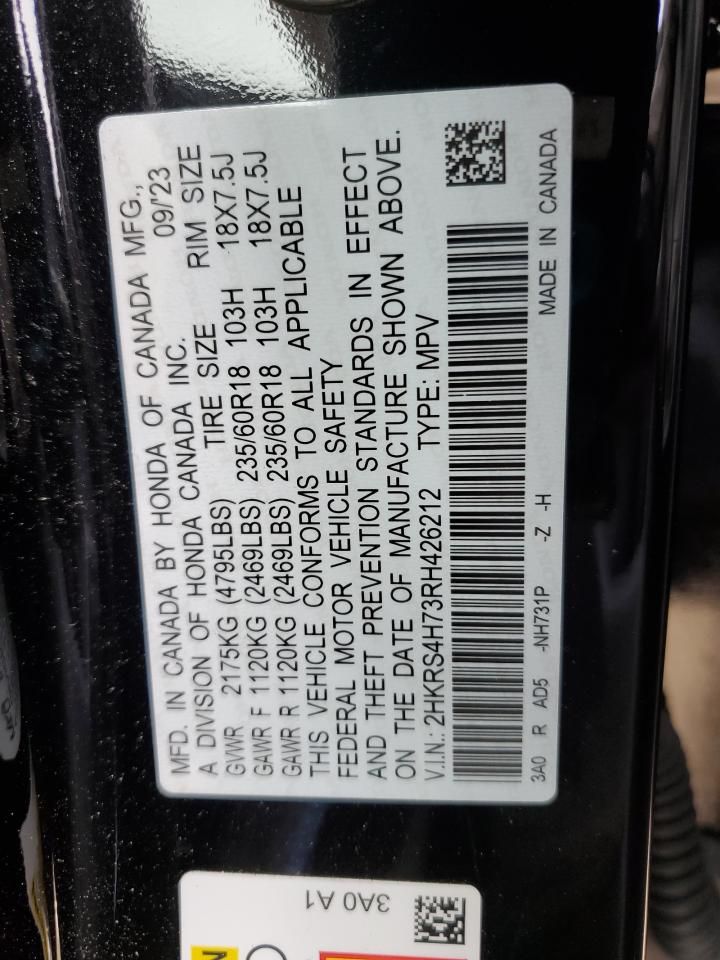 MFD. IN CANADA BY HONDA OF CANADA MFG.,
A DIVISION OF HONDA CANADA INC. 09/'23
GVWR 2175KG (4795LBS) TIRE SIZE RIM SIZE
GAWR F 1120KG (2469LBS) 235/60R18 103H 18X7.5J
GAWR R 1120KG (2469LBS) 235/60R18 103H 18X7.5J
THIS VEHICLE CONFORMS TO ALL APPLICABLE
FEDERAL MOTOR VEHICLE SAFETY
AND THEFT PREVENTION STANDARDS IN EFFECT
ON THE DATE OF MANUFACTURE SHOWN ABOVE.
V.I.N.: 2HKRS4H73RH426212 TYPE: MPV
3A0 R AD5 -NH731P -Z -H MADE IN CANADA
3A0 A1